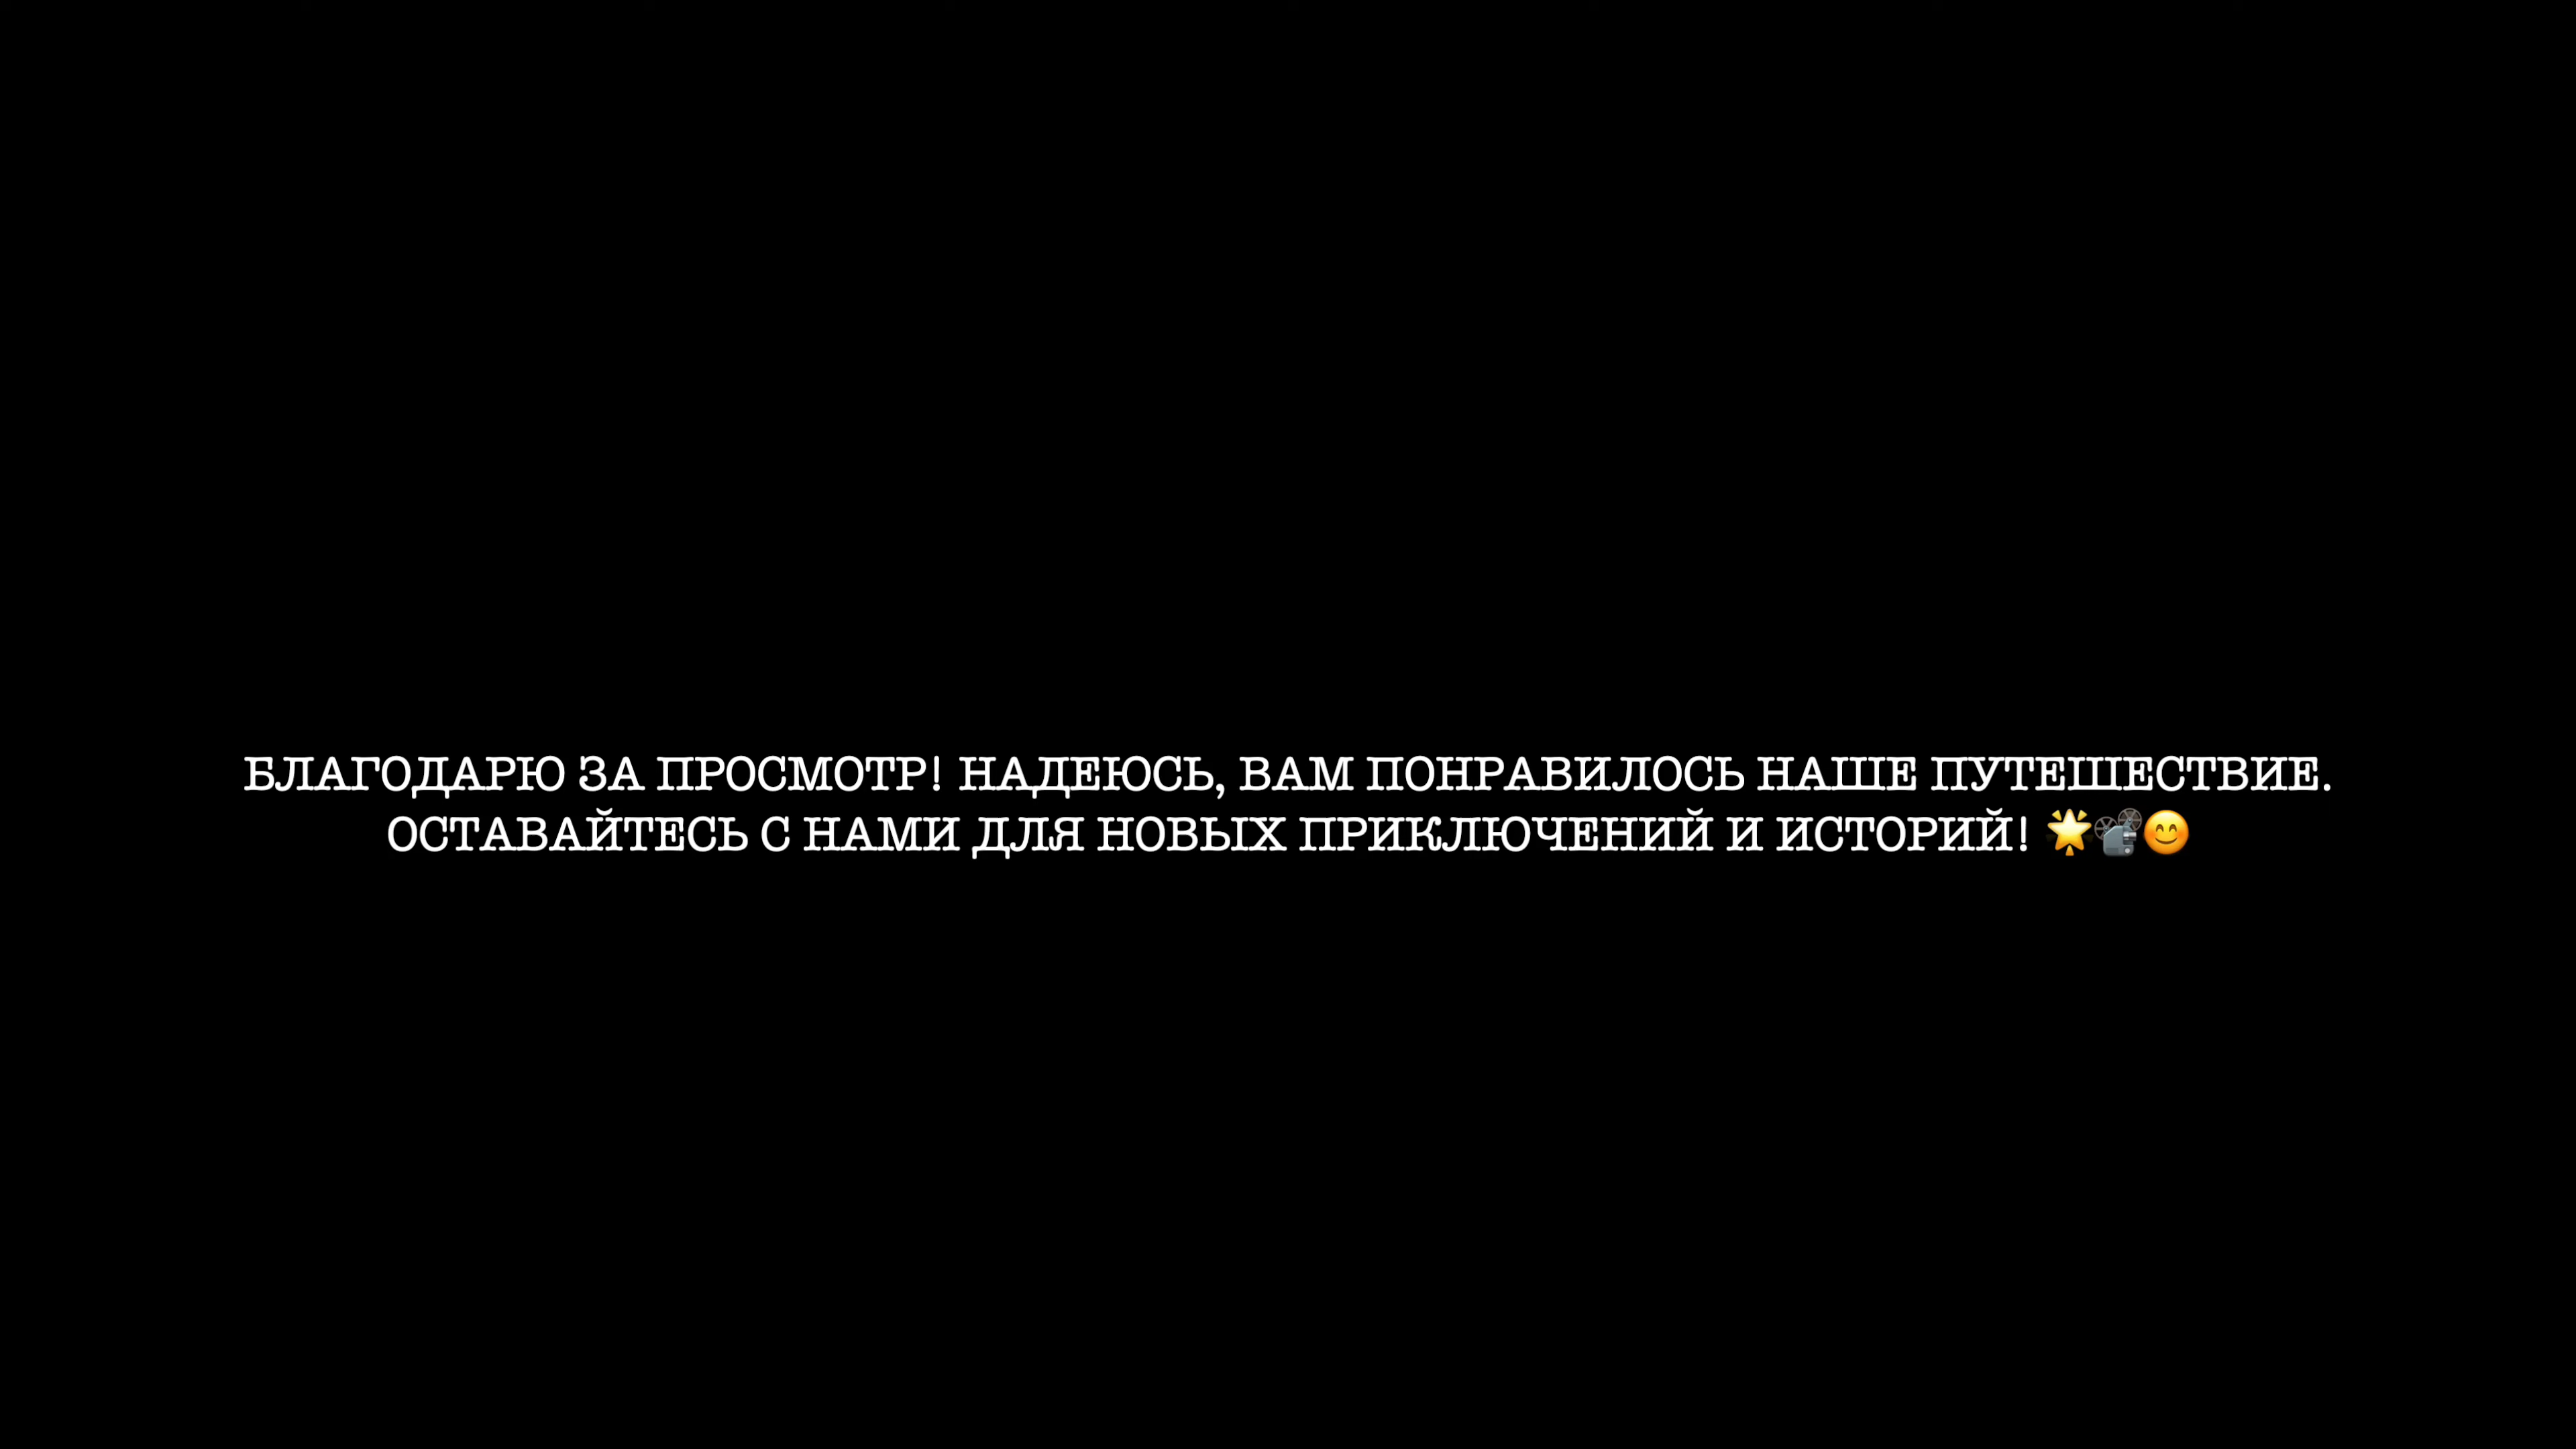 БЛАГОДАРЮ ЗА ПРОСМОТР! НАДЕЮСЬ, ВАМ ПОНРАВИЛОСЬ НАШЕ ПУТЕШЕСТВИЕ.
ОСТАВАЙТЕСЬ С НАМИ ДЛЯ НОВЫХ ПРИКЛЮЧЕНИЙ И ИСТОРИЙ! 🌟📽️😊